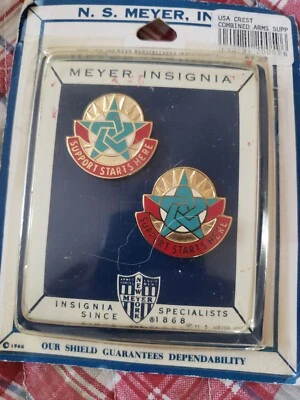 N. S. MEYER, IN
USA CREST
COMBINED ARMS SUPP
MEYER INSIGNIA
SUPPORT STARTS HERE
SUPPORT STARTS HERE
NEW
MEYER
YORK
INSIGNIA
SINCE
SPECIALISTS
1868
© 1966
OUR SHIELD GUARANTEES DEPENDABILITY